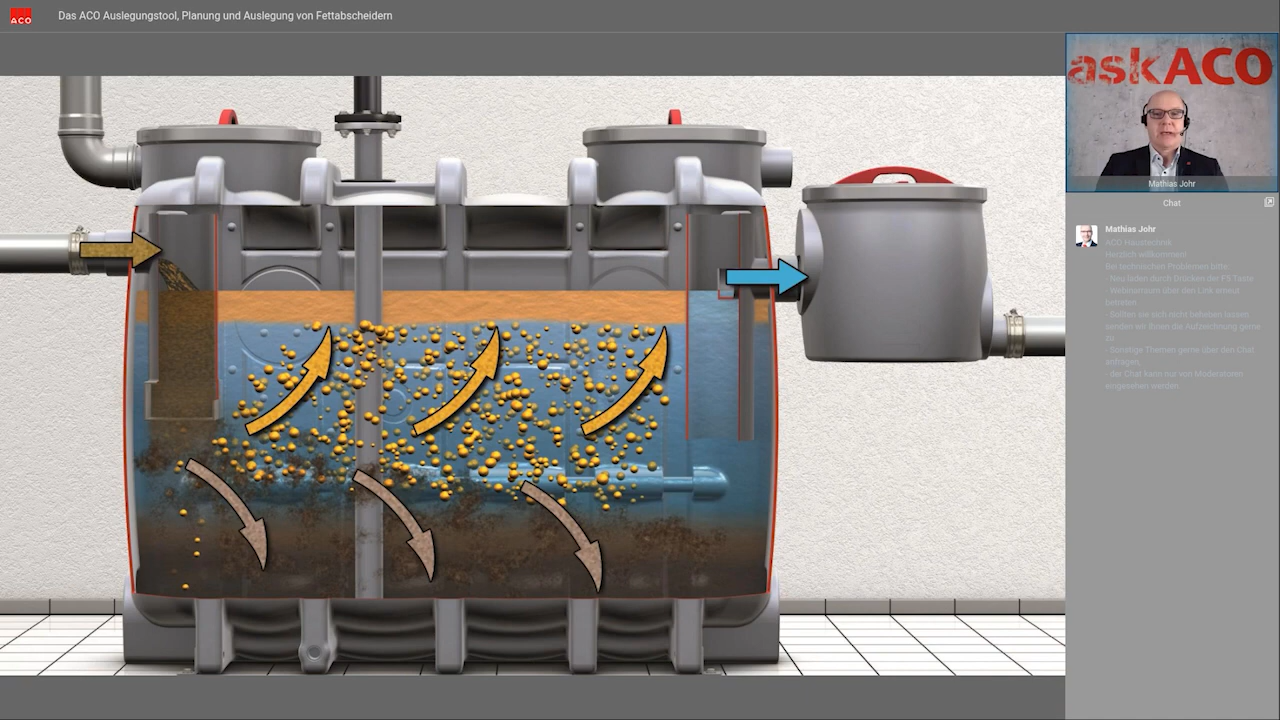 ACO
Das ACO Auslegungstool, Planung und Auslegung von Fettabscheidern
askACO
Mathias Johr
Chat
Mathias Johr
ACO Haustechnik
Herzlich willkommen!
Bei technischen Problemen bitte:
- Neu laden durch Drücken der F5 Taste
- Webinarraum über den Link erneut
betreten
- Sollten sie sich nicht beheben lassen,
senden wir Ihnen die Aufzeichnung gerne
zu
- Sonstige Themen gerne über den Chat
anfragen
- der Chat kann nur von Moderatoren
eingesehen werden